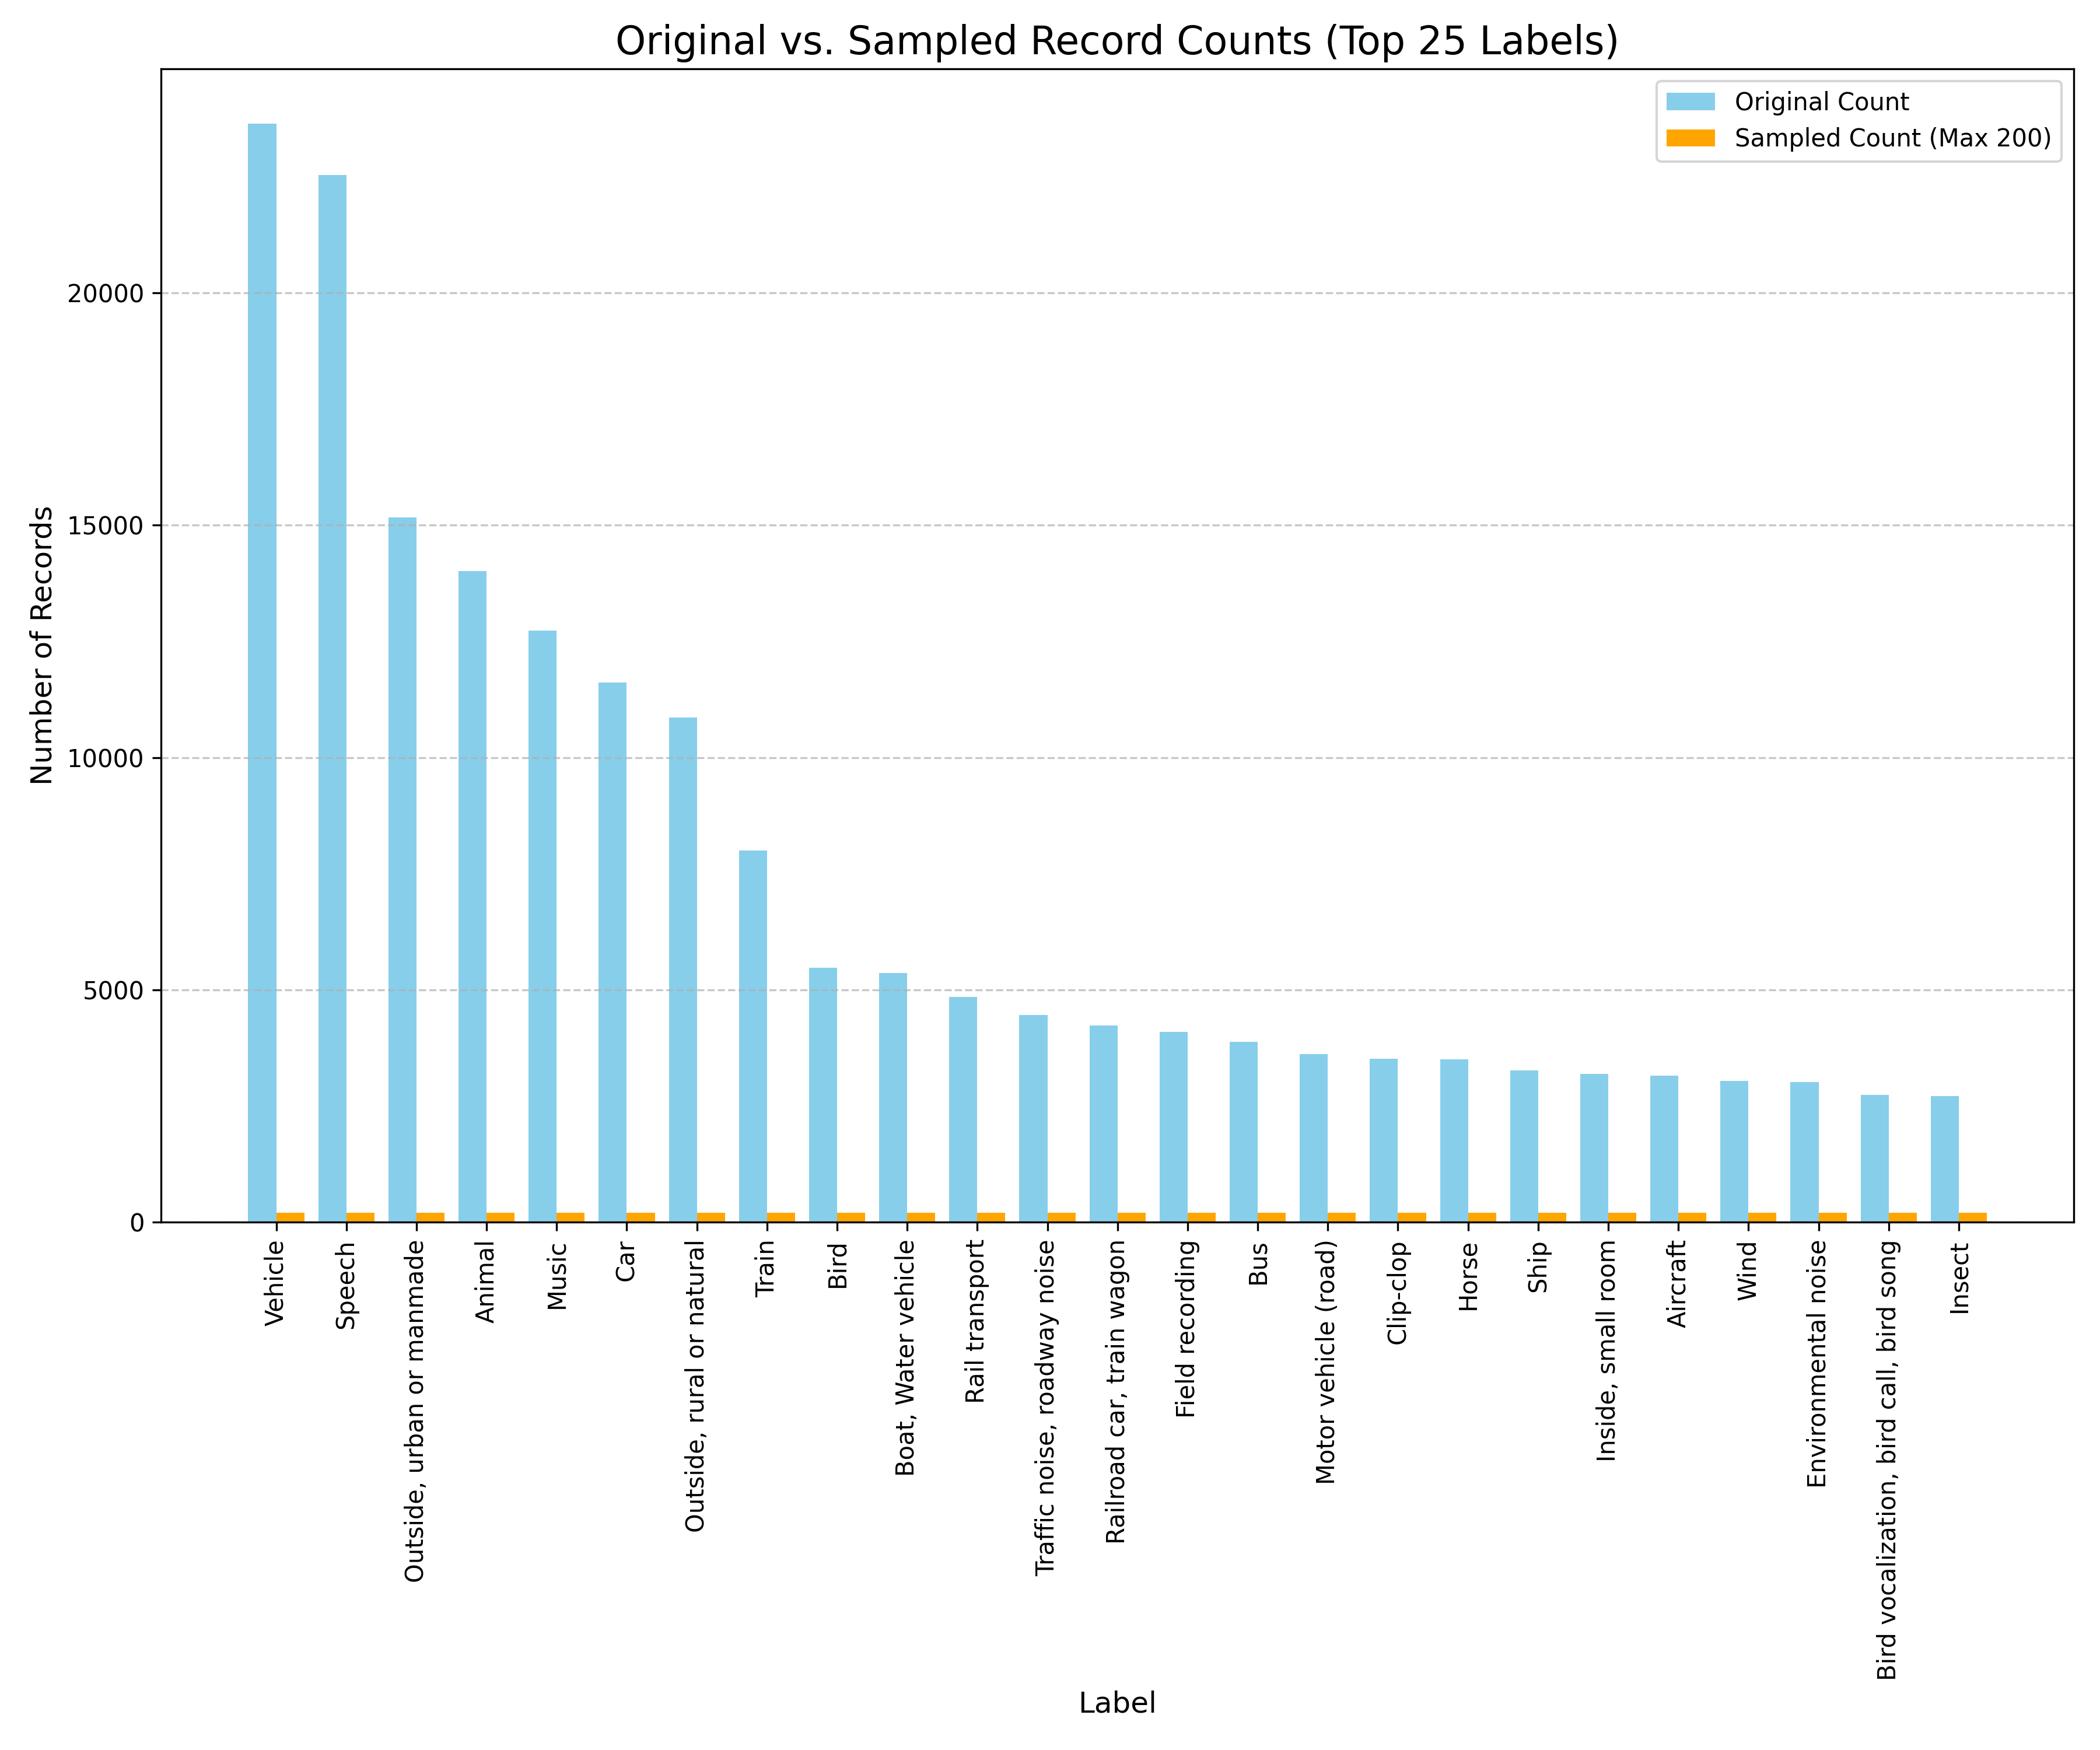 Original vs. Sampled Record Counts (Top 25 Labels)
Original Count
Sampled Count (Max 200)
Number of Records
20000
15000
10000
5000
0
Vehicle
Speech
Outside, urban or manmade
Animal
Music
Car
Outside, rural or natural
Train
Bird
Boat, Water vehicle
Rail transport
Traffic noise, roadway noise
Railroad car, train wagon
Field recording
Bus
Motor vehicle (road)
Clip-clop
Horse
Ship
Inside, small room
Aircraft
Wind
Environmental noise
Bird vocalization, bird call, bird song
Insect
Label